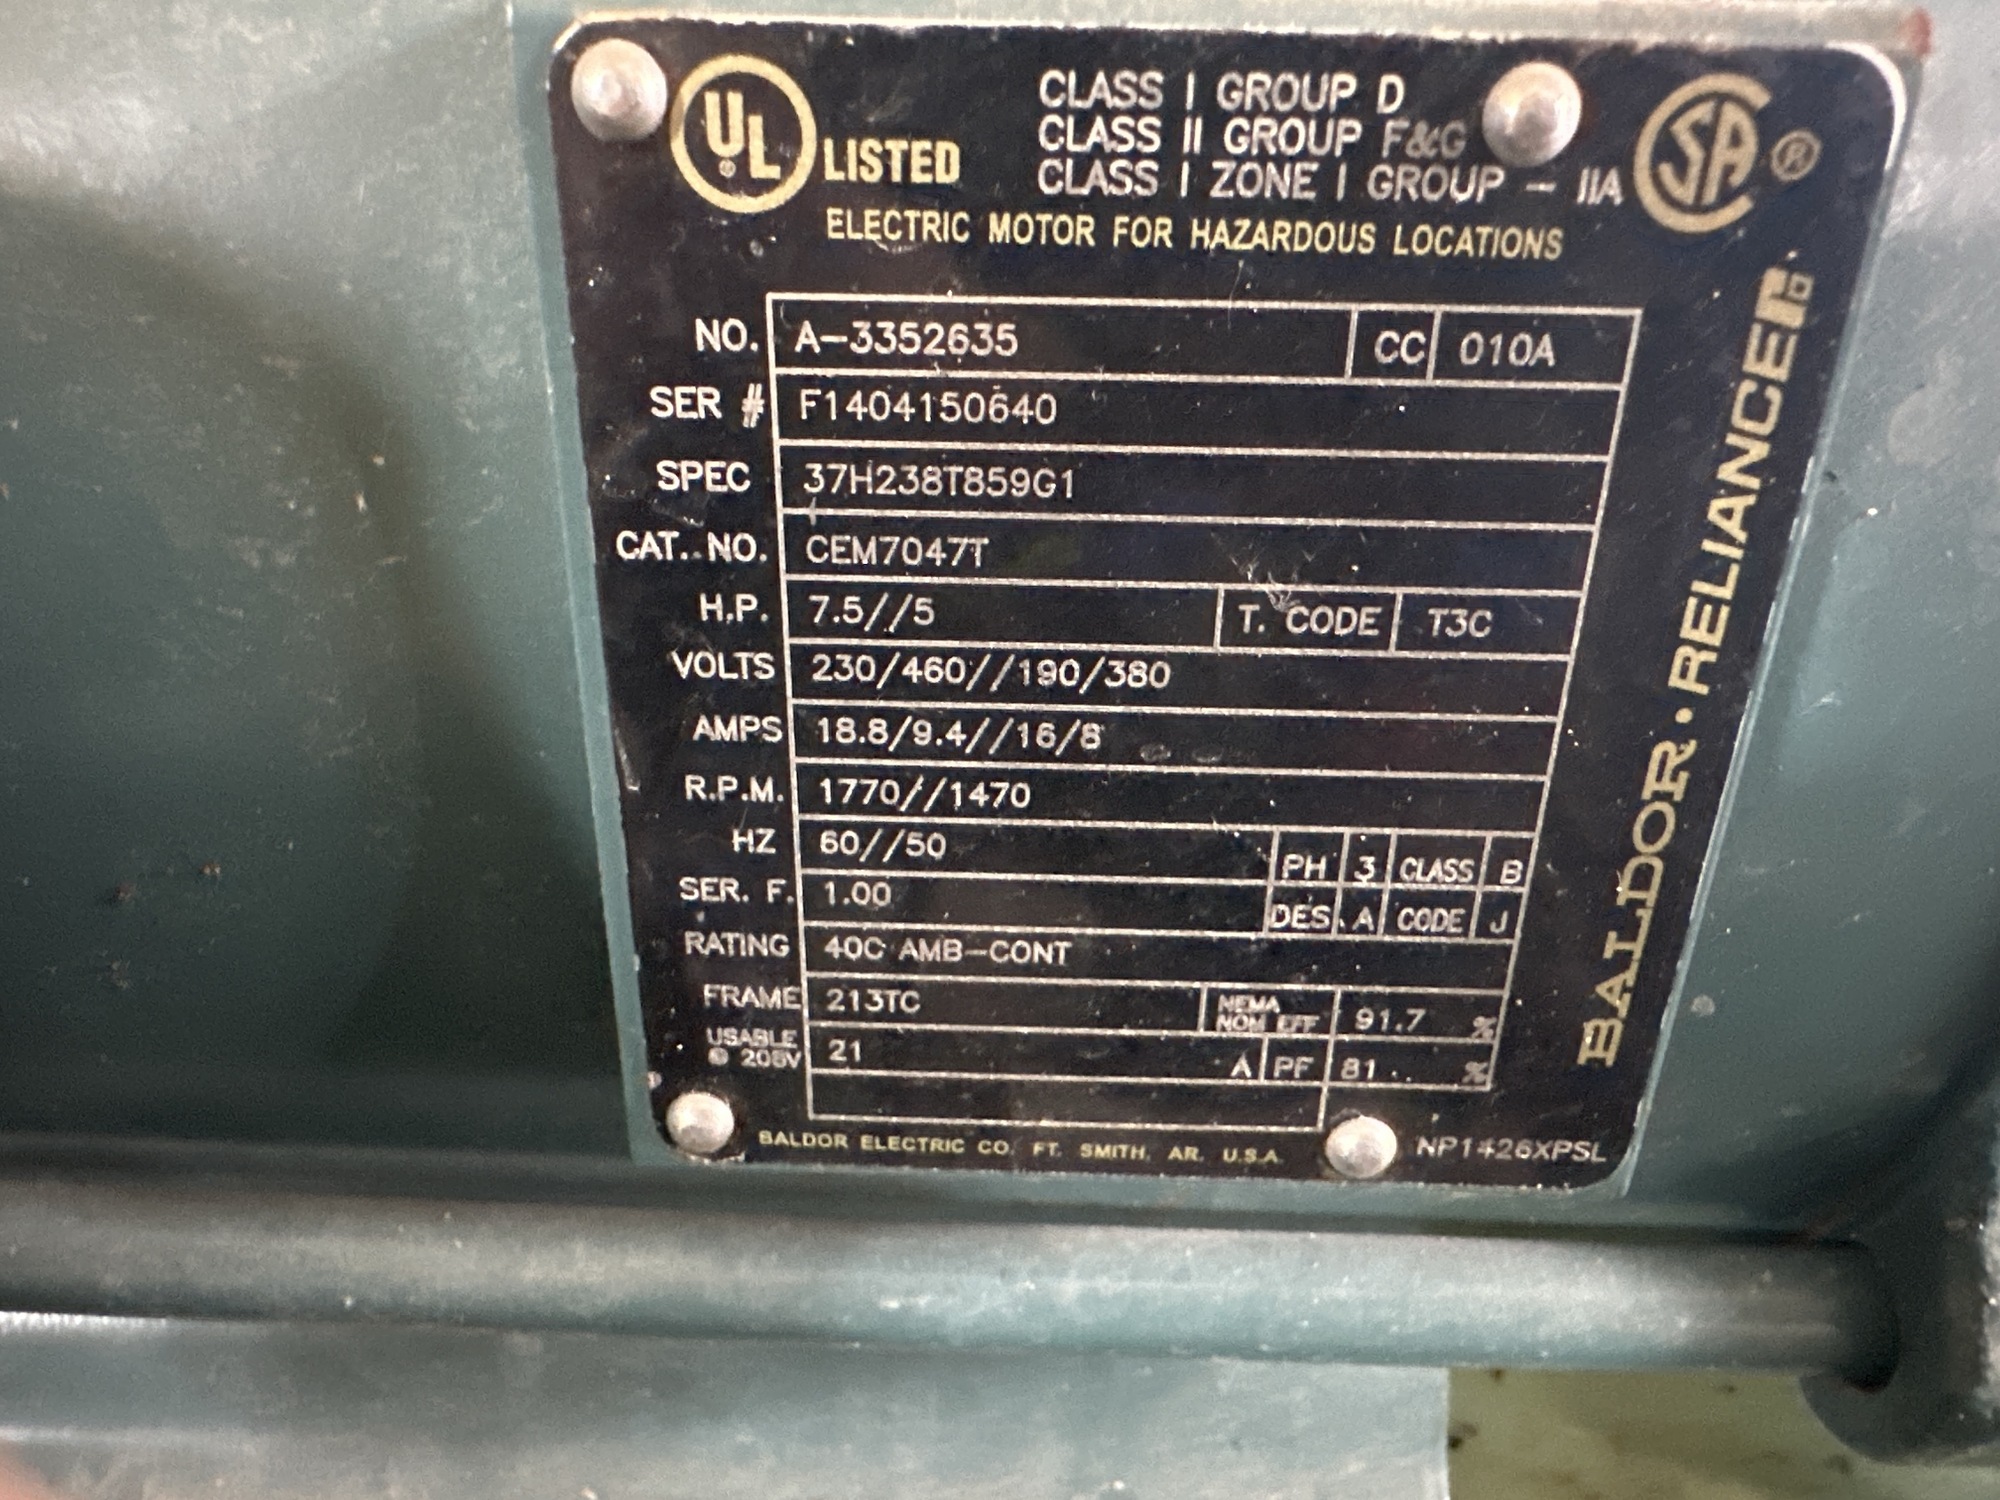 UL LISTED
CLASS I GROUP D
CLASS II GROUP F&G
CLASS I ZONE I GROUP - IIA
SA ®
ELECTRIC MOTOR FOR HAZARDOUS LOCATIONS
NO. A-3352635 CC 010A
SER # F1404150640
SPEC 37H238T859G1
CAT. NO. CEM7047T
H.P. 7.5//5 T. CODE T3C
VOLTS 230/460//190/380
AMPS 18.8/9.4//16/8
R.P.M. 1770//1470
HZ 60//50 PH 3 CLASS B
SER. F. 1.00 DES. A CODE J
RATING 40C AMB-CONT
FRAME 213TC NEMA NOM EFF 91.7 %
USABLE @ 208V 21 A PF 81 %
BALDOR ELECTRIC CO. FT. SMITH, AR. U.S.A.
NP1426XPSL
BALDOR · RELIANCER